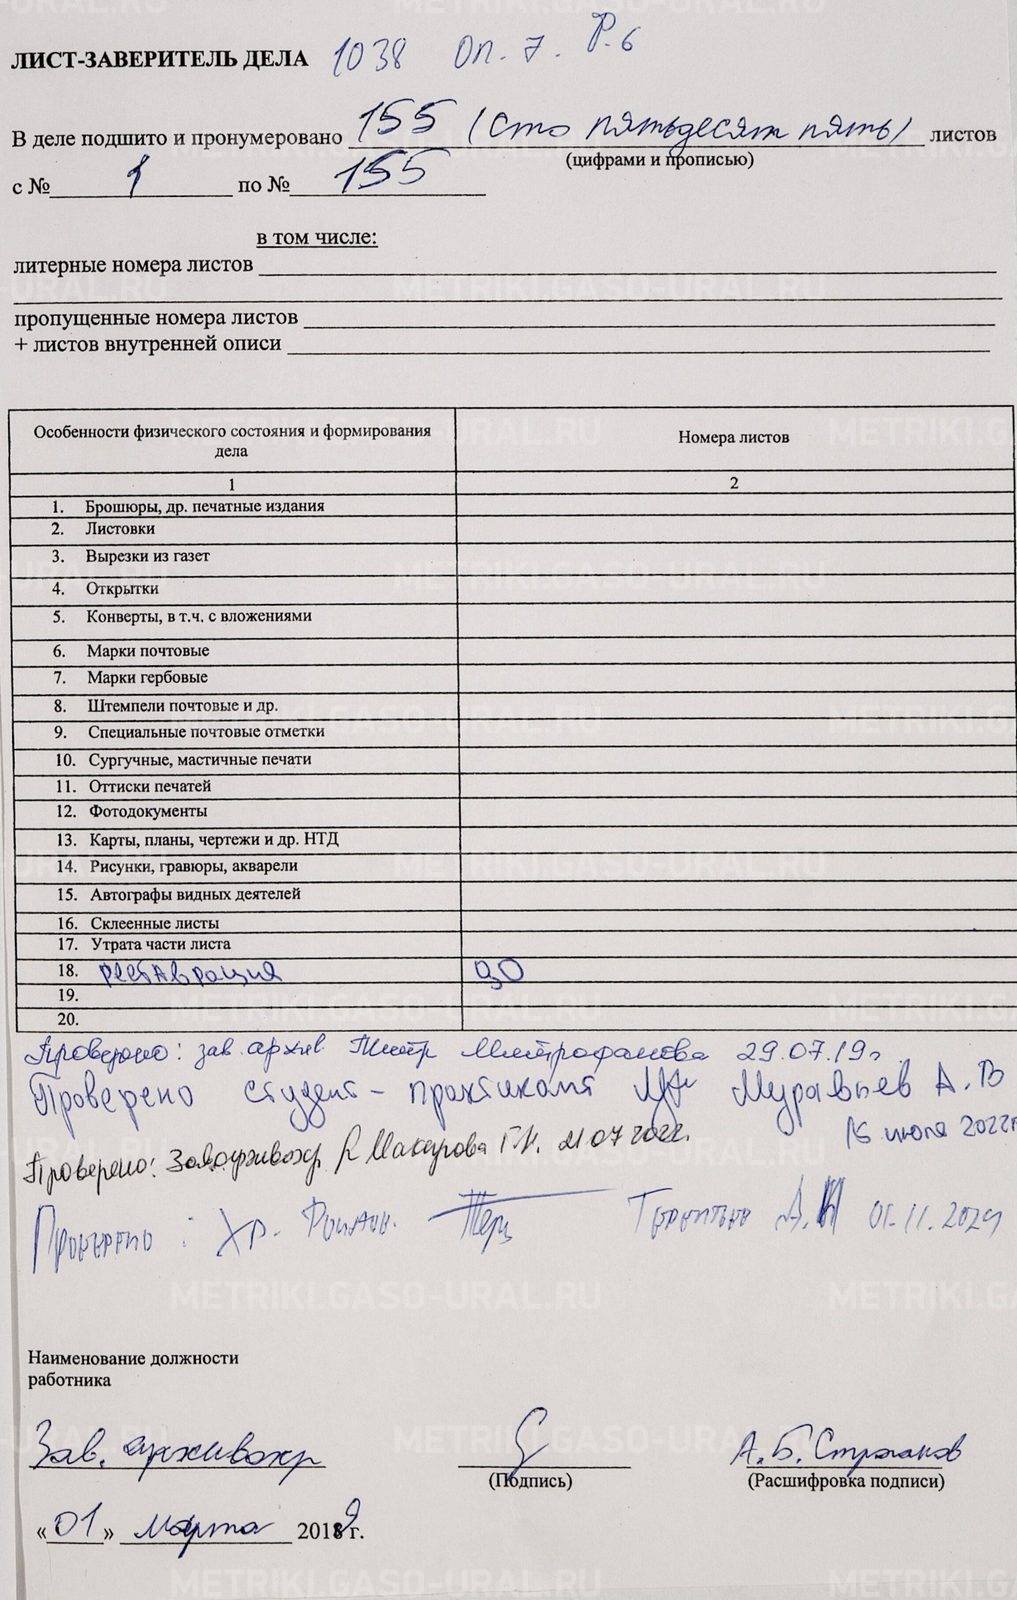 ЛИСТ-ЗАВЕРИТЕЛЬ ДЕЛА 1038 оп. 7. Р.6
В деле подшито и пронумеровано 155 (сто пятьдесят пять) листов
(цифрами и прописью)
с № 1 по № 155
в том числе:
литерные номера листов
пропущенные номера листов
+ листов внутренней описи
Особенности физического состояния и формирования дела Номера листов
1 2
1. Брошюры, др. печатные издания
2. Листовки
3. Вырезки из газет
4. Открытки
5. Конверты, в т.ч. с вложениями
6. Марки почтовые
7. Марки гербовые
8. Штемпели почтовые и др.
9. Специальные почтовые отметки
10. Сургучные, мастичные печати
11. Оттиски печатей
12. Фотодокументы
13. Карты, планы, чертежи и др. НТД
14. Рисунки, гравюры, акварели
15. Автографы видных деятелей
16. Склеенные листы
17. Утрата части листа
18. реставрация
19.
20.
Проверено: зав. архив. Митрофанова 29.07.19г.
Проверено студент-практикант Муравьев А.В
15 июля 2022г
Проверено: Макарова Г.Н. 21 07 2022г.
Проверено: хр. Терентьев 01.11.2024
Наименование должности
работника
Зав. архивохр А.Б. Стржаков
(Подпись) (Расшифровка подписи)
«01» марта 2019 г.
METRIKI.GASO-URAL.RU